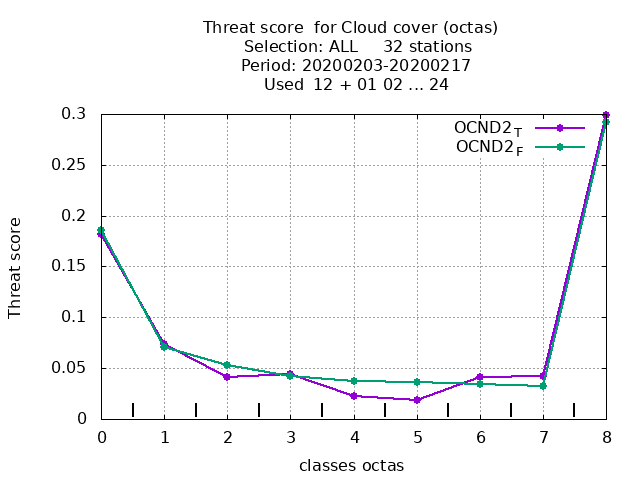 Threat score  for Cloud cover (octas)
Selection: ALL     32 stations
Period: 20200203-20200217
Used  12 + 01 02 ... 24
OCND2_T
OCND2_F
0.3
0.25
0.2
0.15
0.1
0.05
0
Threat score
0 1 2 3 4 5 6 7 8
classes octas